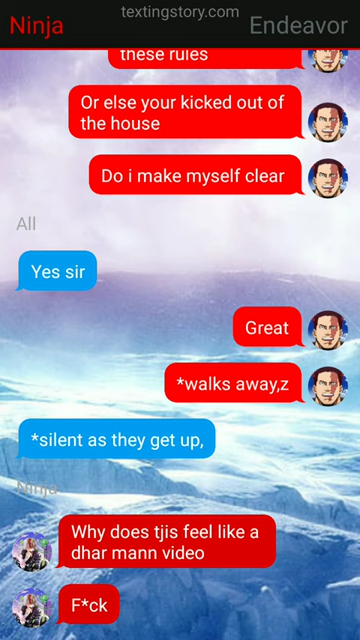 textingstory.com
Ninja
Endeavor
these rules
Or else your kicked out of
the house
Do i make myself clear
All
Yes sir
Great
*walks away,z
*silent as they get up,
Ninja
Why does tjis feel like a
dhar mann video
F*ck